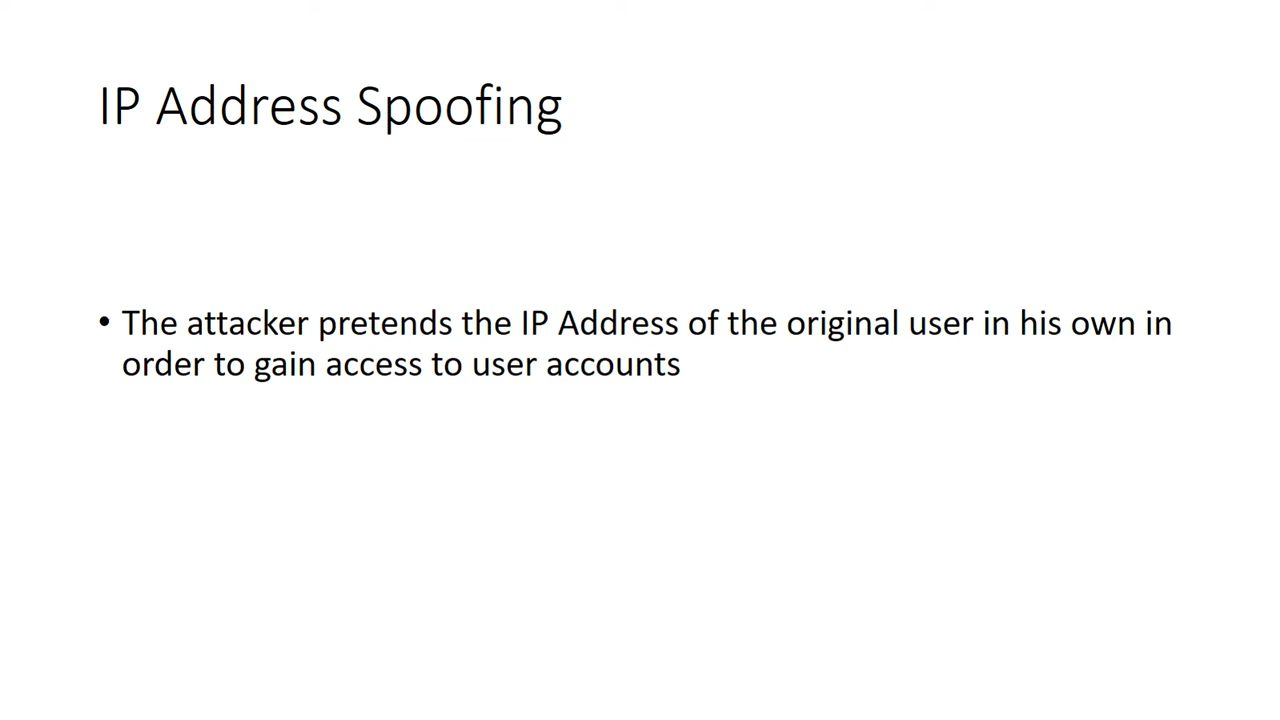 IP Address Spoofing
• The attacker pretends the IP Address of the original user in his own in
order to gain access to user accounts